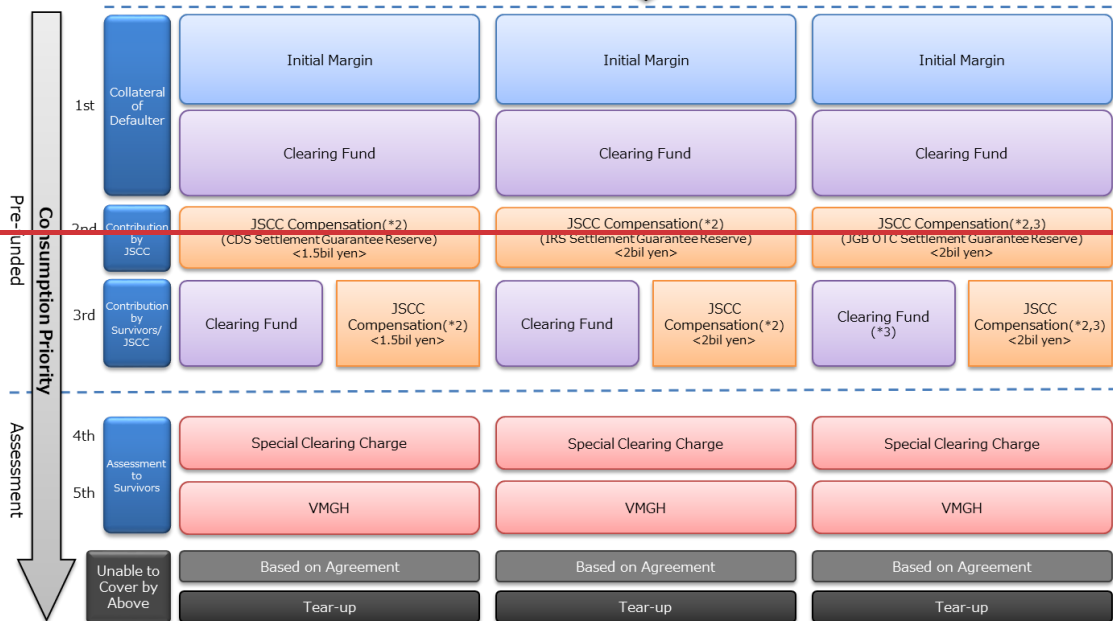 Consumption Priority
Pre-Funded
1st
Collateral
of
Defaulter
Initial Margin
Initial Margin
Initial Margin
Clearing Fund
Clearing Fund
Clearing Fund
2nd
Contribution
by
JSCC
JSCC Compensation(*2)
(CDS Settlement Guarantee Reserve)
<1.5bil yen>
JSCC Compensation(*2)
(IRS Settlement Guarantee Reserve)
<2bil yen>
JSCC Compensation(*2,3)
(JGB OTC Settlement Guarantee Reserve)
<2bil yen>
3rd
Contribution
by
Survivors/
JSCC
Clearing Fund
JSCC
Compensation(*2)
<1.5bil yen>
Clearing Fund
JSCC
Compensation(*2)
<2bil yen>
Clearing Fund
(*3)
JSCC
Compensation(*2,3)
<2bil yen>
Assessment
4th
5th
Assessment
to
Survivors
Special Clearing Charge
Special Clearing Charge
Special Clearing Charge
VMGH
VMGH
VMGH
Unable to
Cover by
Above
Based on Agreement
Based on Agreement
Based on Agreement
Tear-up
Tear-up
Tear-up